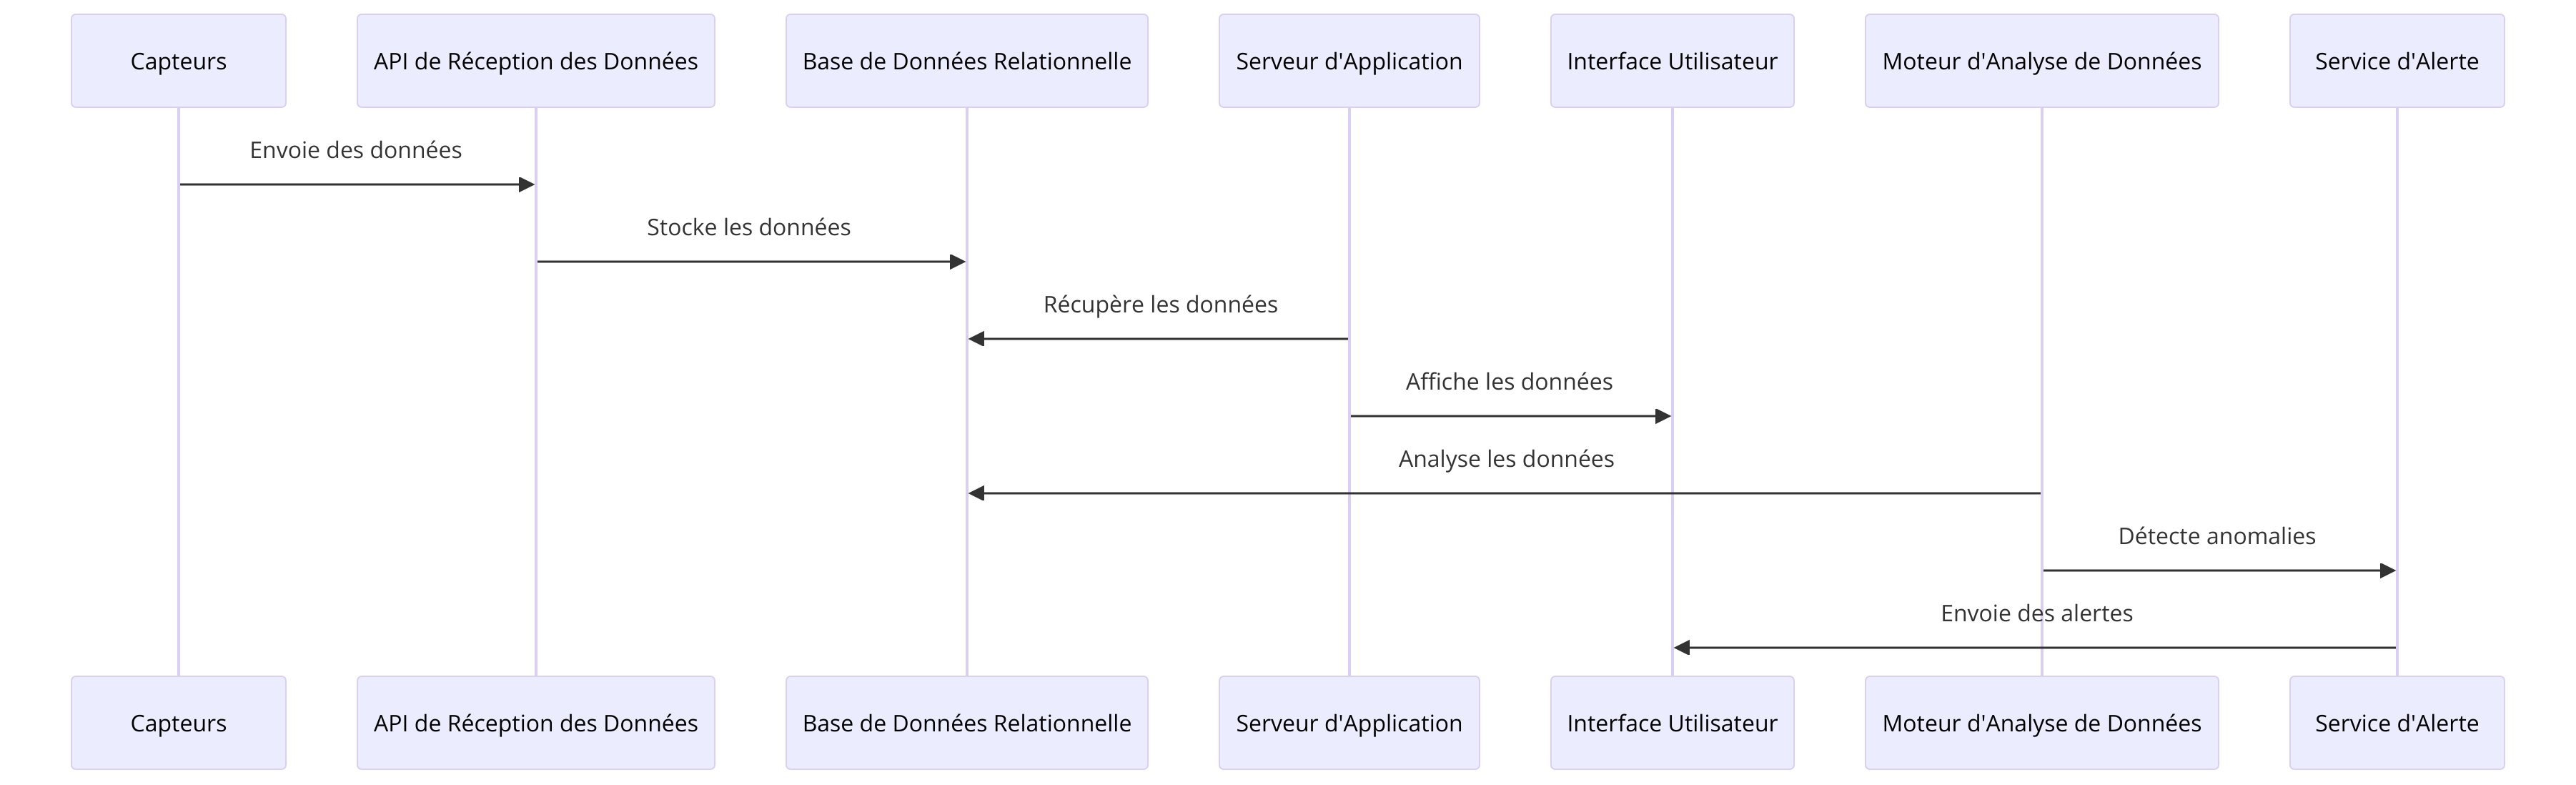 Capteurs
API de Réception des Données
Base de Données Relationnelle
Serveur d'Application
Interface Utilisateur
Moteur d'Analyse de Données
Service d'Alerte
Envoie des données
Stocke les données
Récupère les données
Affiche les données
Analyse les données
Détecte anomalies
Envoie des alertes
Capteurs
API de Réception des Données
Base de Données Relationnelle
Serveur d'Application
Interface Utilisateur
Moteur d'Analyse de Données
Service d'Alerte